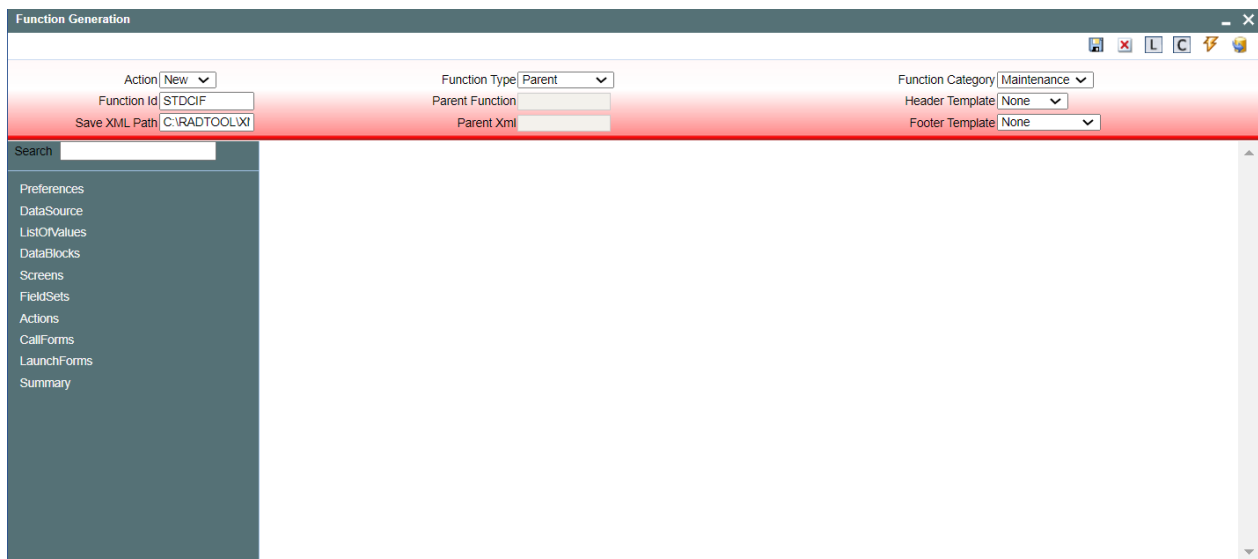 Function Generation
L C
Action New Function Type Parent Function Category Maintenance
Function Id STDCIF Parent Function Header Template None
Save XML Path C:\RADTOOL\XI Parent Xml Footer Template None
Search
Preferences
DataSource
ListOfValues
DataBlocks
Screens
FieldSets
Actions
CallForms
LaunchForms
Summary